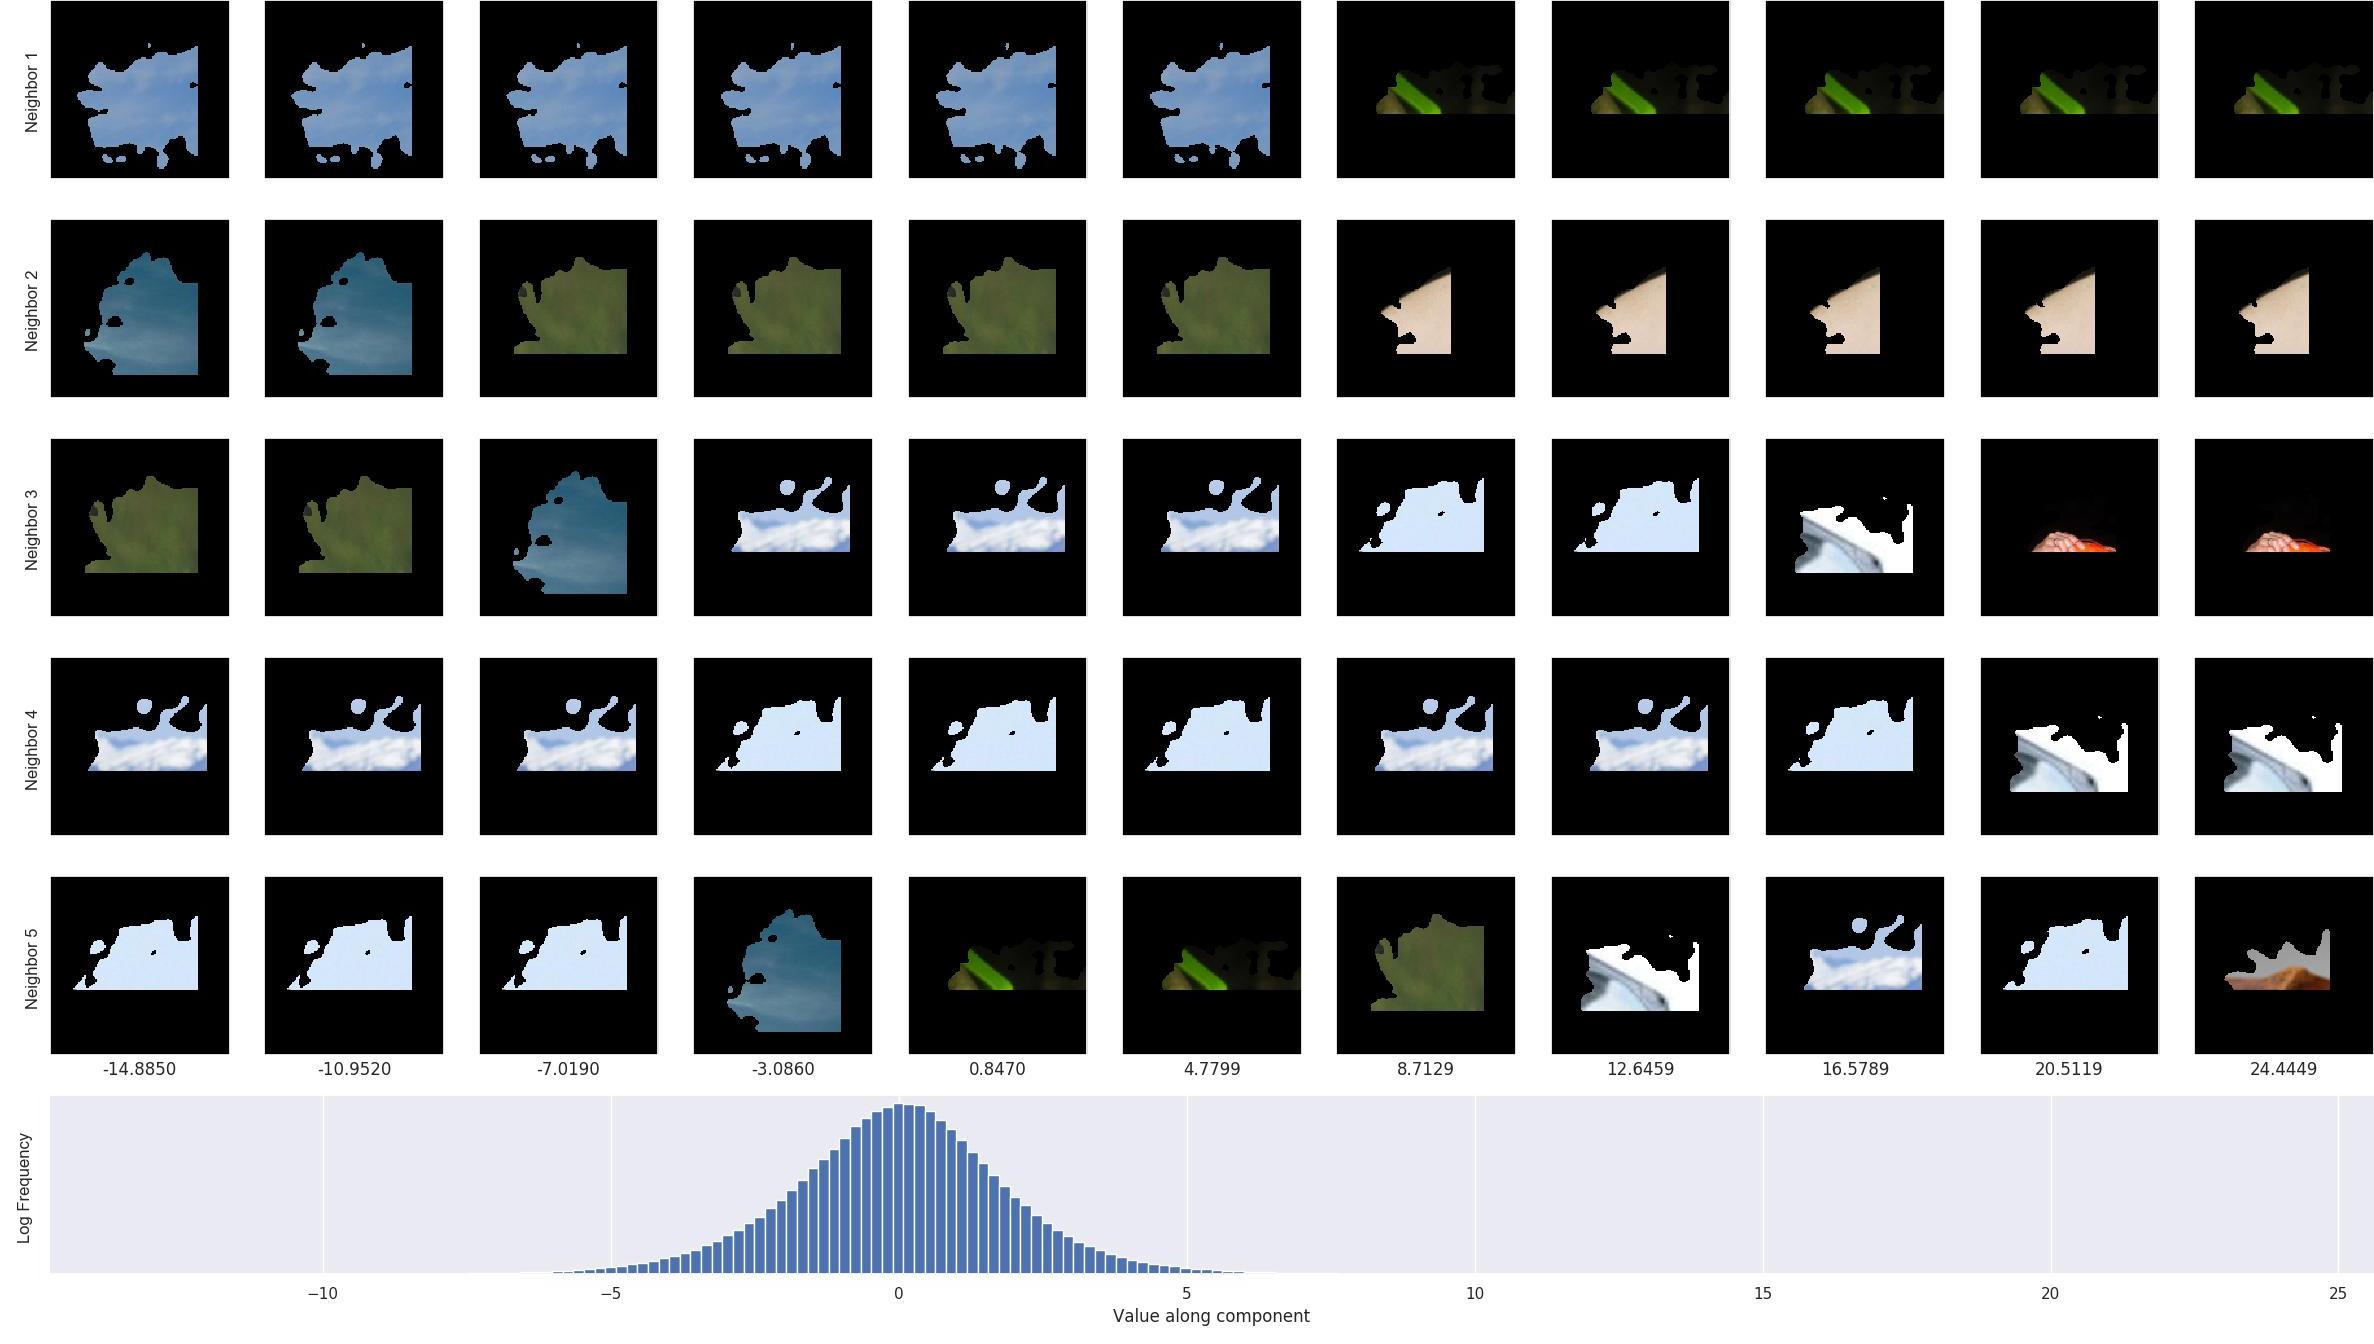 Neighbor 1
Neighbor 2
Neighbor 3
Neighbor 4
Neighbor 5
-14.8850 -10.9520 -7.0190 -3.0860 0.8470 4.7799 8.7129 12.6459 16.5789 20.5119 24.4449
Log Frequency
−10 −5 0 5 10 15 20 25
Value along component